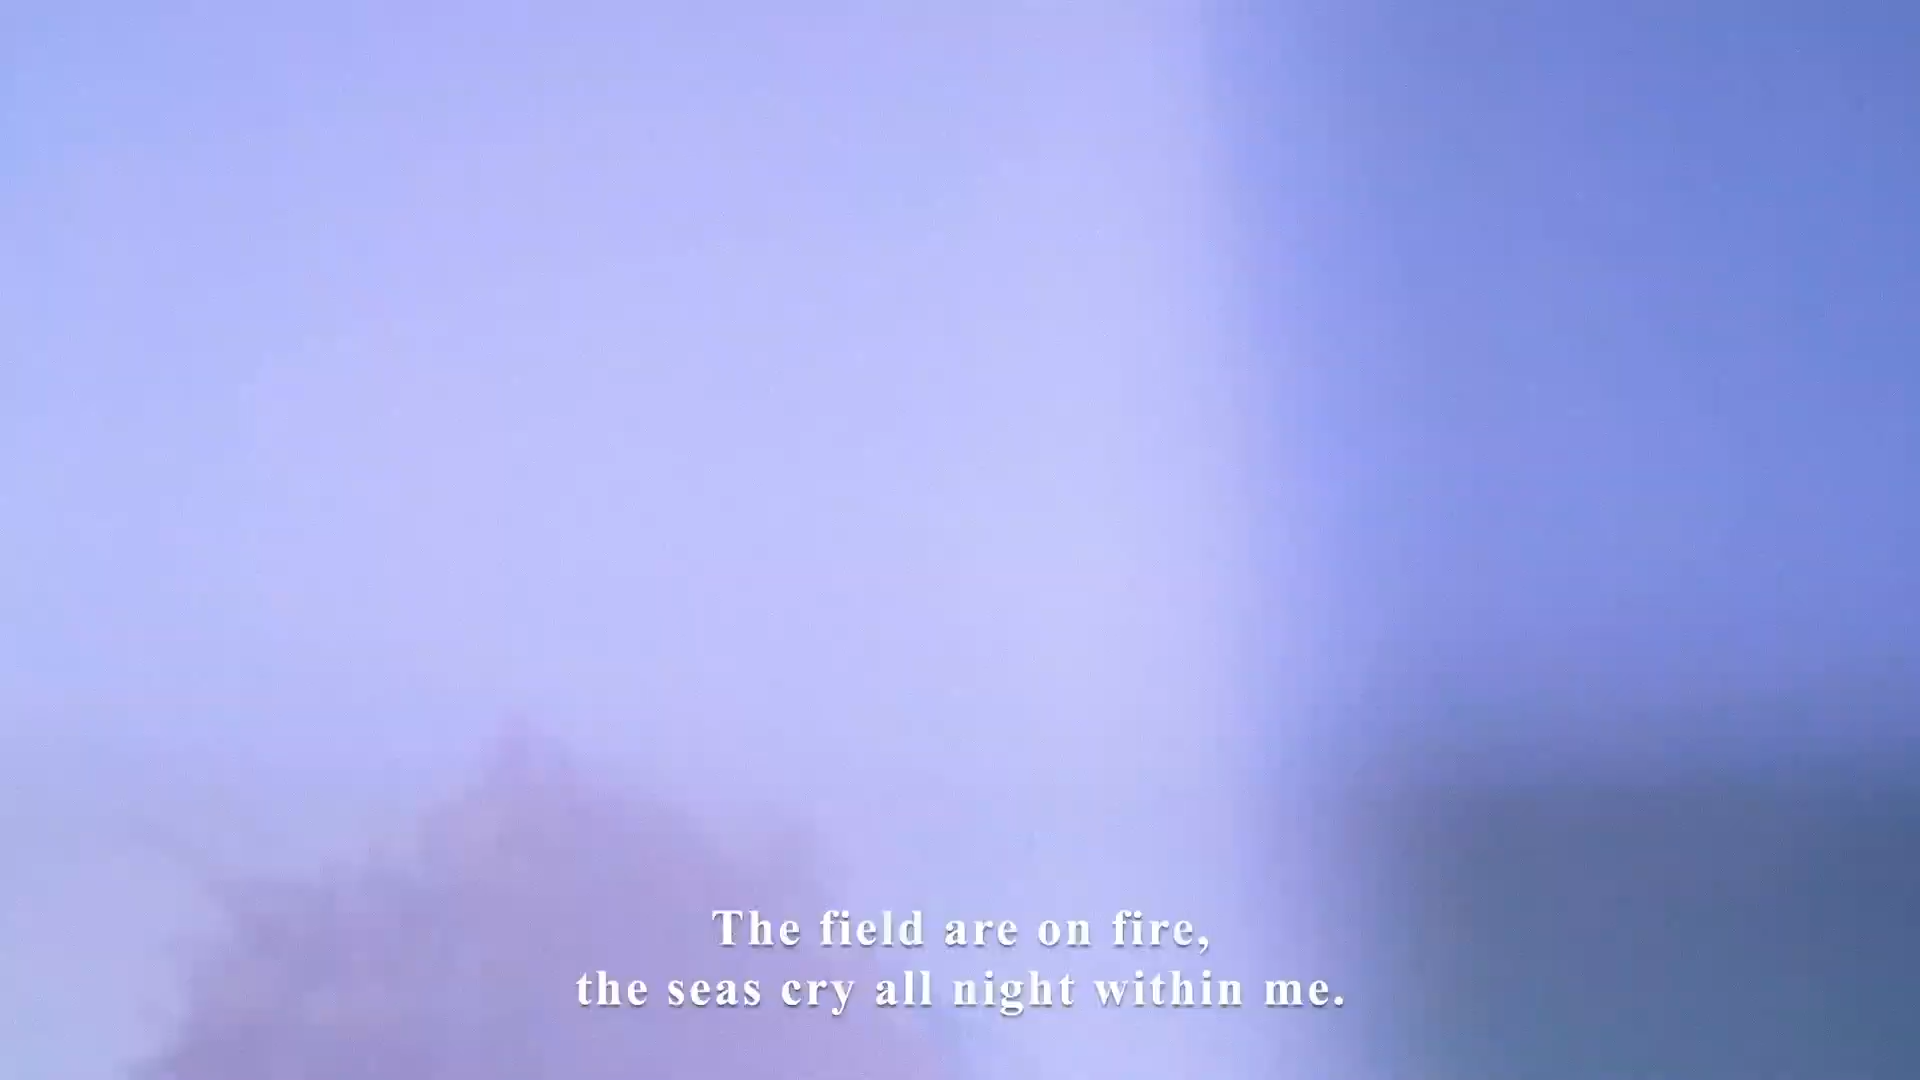 The field are on fire,
the seas cry all night within me.